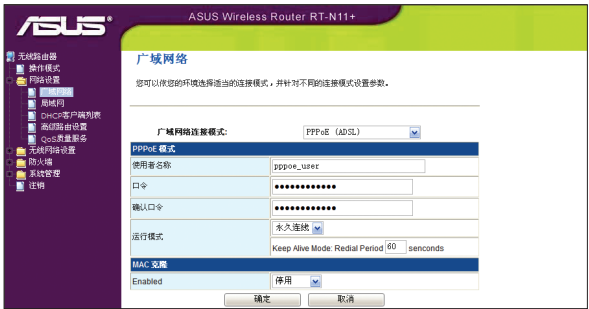 ASUS
ASUS Wireless Router RT-N11+
无线路由器
操作模式
网络设置
广域网络
局域网
DHCP客户端列表
高级路由设置
QoS质量服务
无线网络设置
防火墙
系统管理
注销
广域网络
您可以依您的环境选择适当的连接模式，并针对不同的连接模式设置参数。
广域网络连接模式: PPPoE (ADSL)
PPPoE 模式
使用者名称 pppoe_user
口令 ●●●●●●●●●●●●
确认口令 ●●●●●●●●●●●●
运行模式 永久连线
Keep Alive Mode: Redial Period 60 senconds
MAC 克隆
Enabled 停用
确定 取消